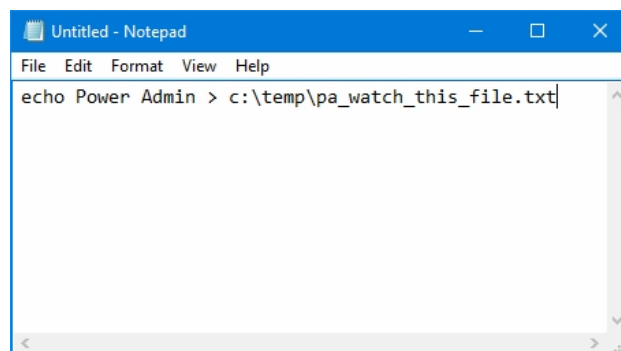 Untitled - Notepad
File Edit Format View Help
echo Power Admin > c:\temp\pa_watch_this_file.txt